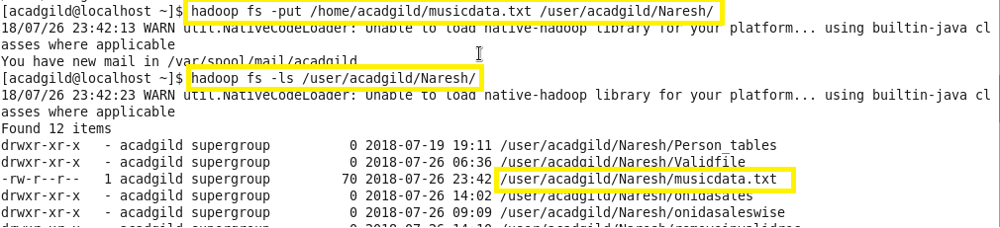 [acadgild@localhost ~]$ hadoop fs -put /home/acadgild/musicdata.txt /user/acadgild/Naresh/
18/07/26 23:42:13 WARN util.NativeCodeLoader: Unable to load native-hadoop library for your platform... using builtin-java cl
asses where applicable
You have new mail in /var/spool/mail/acadgild
[acadgild@localhost ~]$ hadoop fs -ls /user/acadgild/Naresh/
18/07/26 23:42:23 WARN util.NativeCodeLoader: Unable to load native-hadoop library for your platform... using builtin-java cl
asses where applicable
Found 12 items
drwxr-xr-x   - acadgild supergroup          0 2018-07-19 19:11 /user/acadgild/Naresh/Person_tables
drwxr-xr-x   - acadgild supergroup          0 2018-07-26 06:36 /user/acadgild/Naresh/Validfile
-rw-r--r--   1 acadgild supergroup         70 2018-07-26 23:42 /user/acadgild/Naresh/musicdata.txt
drwxr-xr-x   - acadgild supergroup          0 2018-07-26 14:02 /user/acadgild/Naresh/onidasales
drwxr-xr-x   - acadgild supergroup          0 2018-07-26 09:09 /user/acadgild/Naresh/onidasaleswise